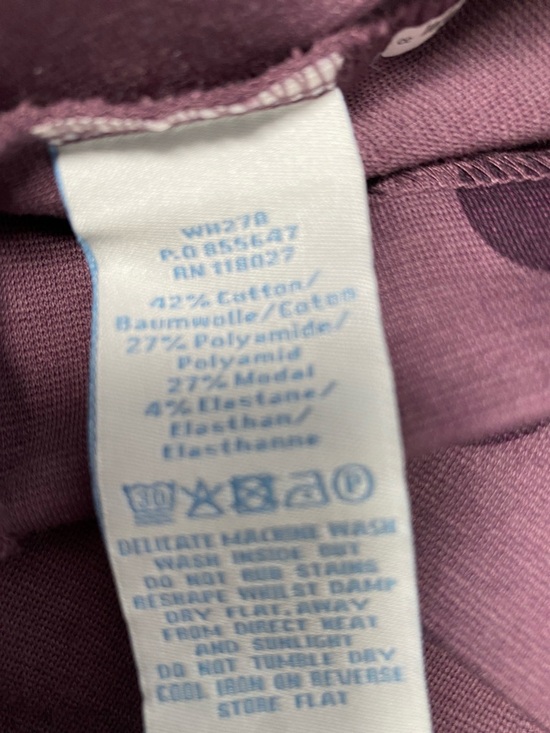 WH278
P.O 855647
RN 118027
42% Cotton/
Baumwolle/Coton
27% Polyamide/
Polyamid
27% Modal
4% Elastane/
Elasthan/
Elasthanne
30
P
DELICATE MACHINE WASH
WASH INSIDE OUT
DO NOT RUB STAINS
RESHAPE WHILST DAMP
DRY FLAT. AWAY
FROM DIRECT HEAT
AND SUNLIGHT
DO NOT TUMBLE DRY
COOL IRON ON REVERSE
STORE FLAT